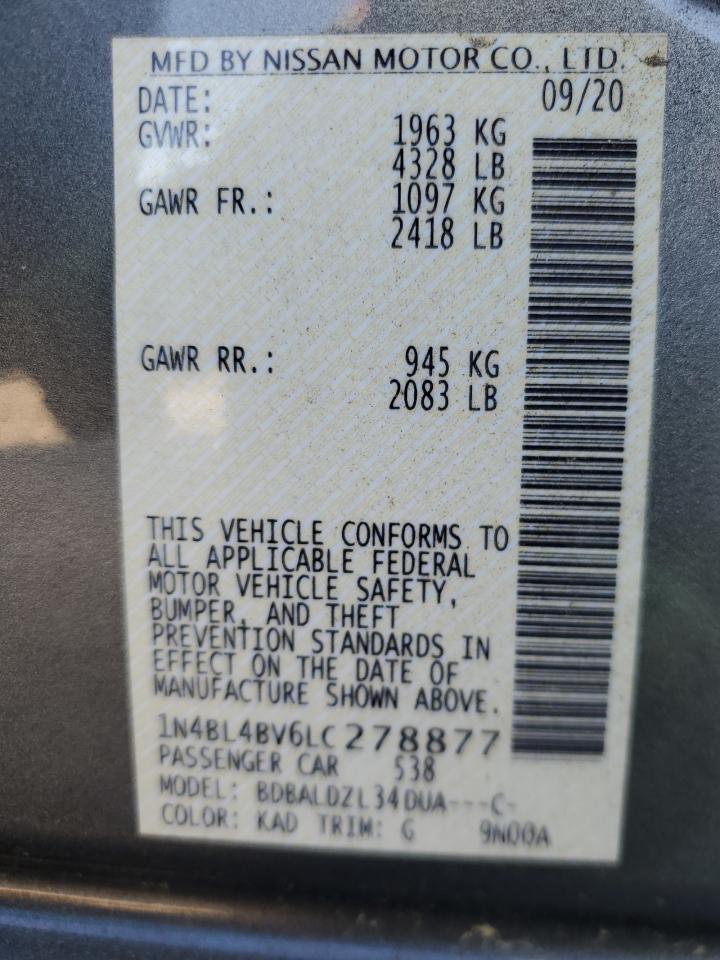 MFD BY NISSAN MOTOR CO., LTD.
DATE: 09/20
GVWR: 1963 KG
4328 LB
GAWR FR.: 1097 KG
2418 LB
GAWR RR.: 945 KG
2083 LB
THIS VEHICLE CONFORMS TO
ALL APPLICABLE FEDERAL
MOTOR VEHICLE SAFETY,
BUMPER, AND THEFT
PREVENTION STANDARDS IN
EFFECT ON THE DATE OF
MANUFACTURE SHOWN ABOVE.
1N4BL4BV6LC278877
PASSENGER CAR 538
MODEL: BDBALDZL34DUA---C-
COLOR: KAD TRIM: G 9N00A